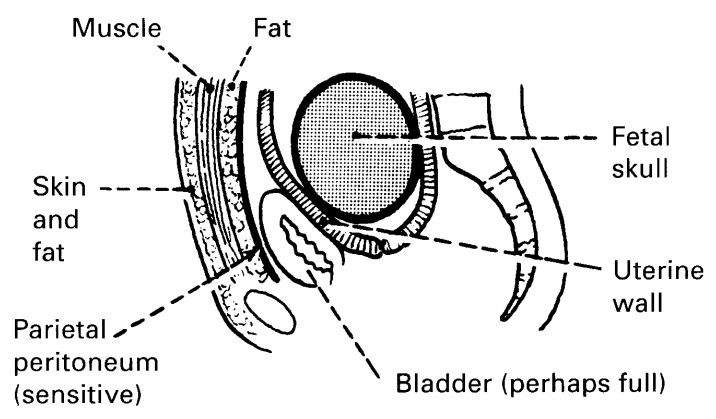 Muscle
Fat
Fetal
skull
Skin
and
fat
Uterine
wall
Parietal
peritoneum
(sensitive)
Bladder (perhaps full)